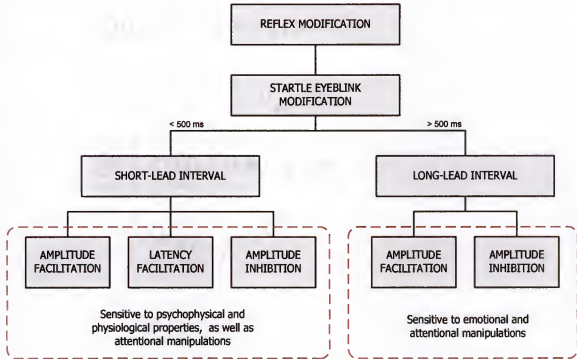 REFLEX MODIFICATION
STARTLE EYEBLINK
MODIFICATION
< 500 ms
> 500 ms
SHORT-LEAD INTERVAL
LONG-LEAD INTERVAL
AMPLITUDE
FACILITATION
LATENCY
FACILITATION
AMPLITUDE
INHIBITION
AMPLITUDE
FACILITATION
AMPLITUDE
INHIBITION
Sensitive to psychophysical and
physiological properties, as well as
attentional manipulations
Sensitive to emotional and
attentional manipulations